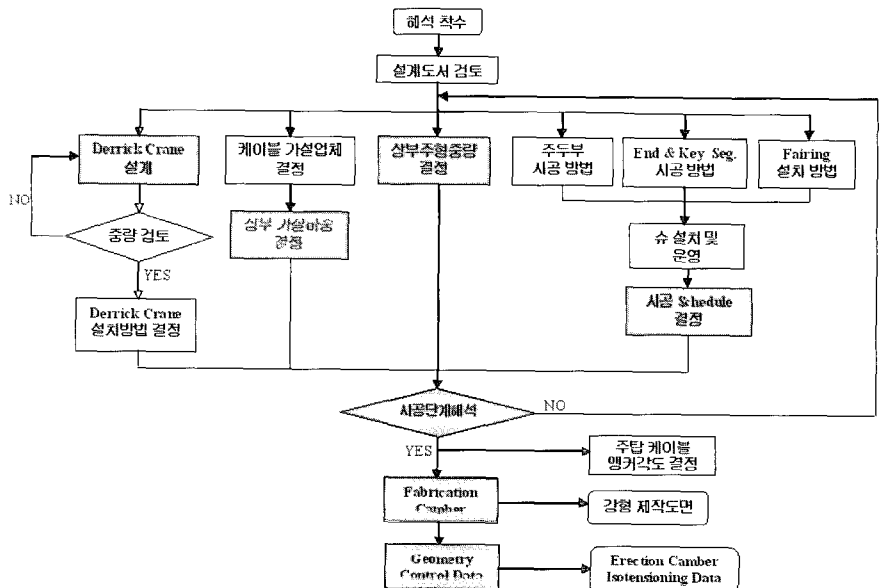 해석 착수
설계도서 검토
Derrick Crane
설계
케이블 가설업체
결정
상부주형중량
결정
주두부
시공 방법
End & Key Seg.
시공 방법
Fairing
설치 방법
NO
중량 검토
상부 가설하중
결정
슈 설치 및
운영
YES
Derrick Crane
설치방법 결정
시공 Schedule
결정
시공단계해석
NO
YES
주탑 케이블
앵커각도 결정
Fabrication
Camber
강형 제작도면
Geometry
Control Data
Erection Camber
Isotensioning Data